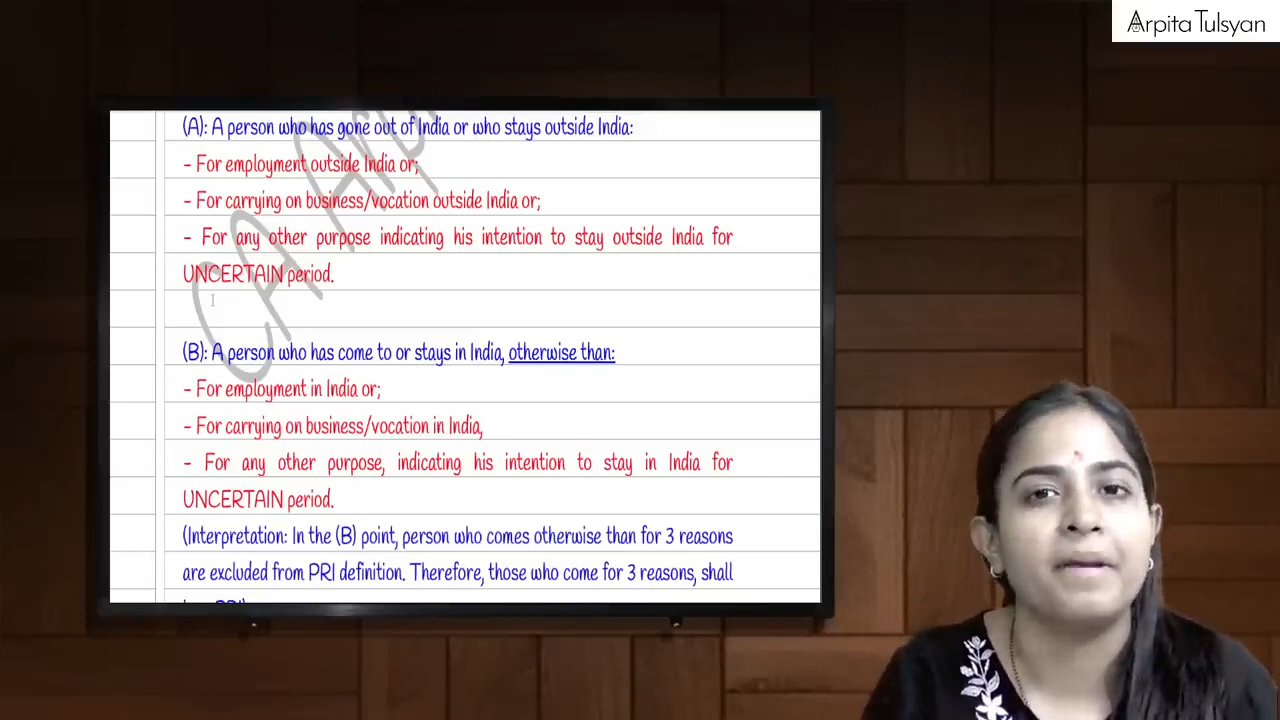 Arpita Tulsyan
(A): A person who has gone out of India or who stays outside India:
- For employment outside India or;
- For carrying on business/vocation outside India or;
- For any other purpose indicating his intention to stay outside India for
UNCERTAIN period.
(B): A person who has come to or stays in India, otherwise than:
- For employment in India or;
- For carrying on business/vocation in India,
- For any other purpose, indicating his intention to stay in India for
UNCERTAIN period.
(Interpretation: In the (B) point, person who comes otherwise than for 3 reasons
are excluded from PRI definition. Therefore, those who come for 3 reasons, shall